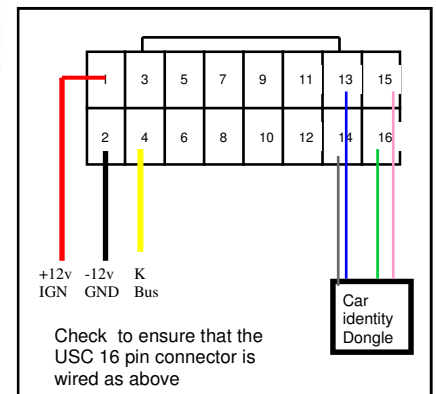 1 3 5 7 9 11 13 15
2 4 6 8 10 12 14 16
+12v -12v K
IGN GND Bus
Car
identity
Dongle
Check to ensure that the
USC 16 pin connector is
wired as above